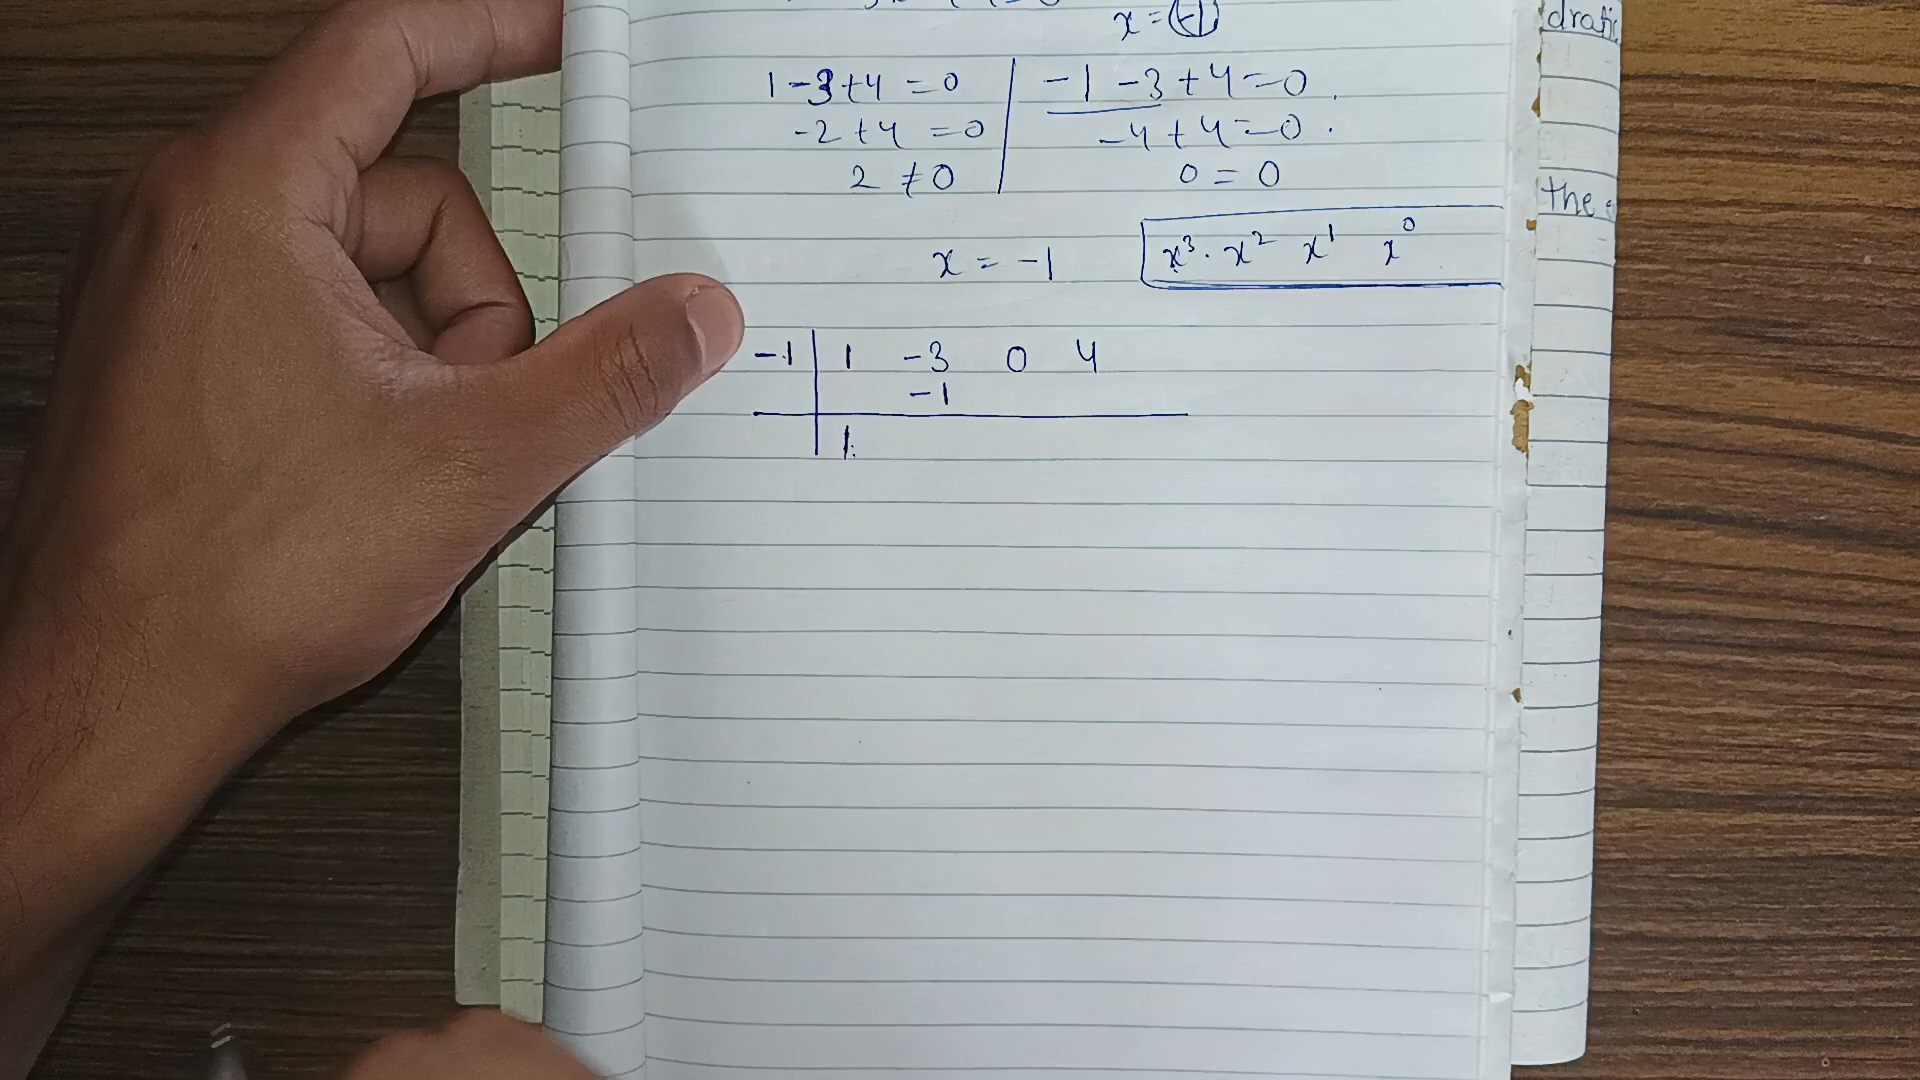 x = -1
1 -3 +4 = 0 | -1 -3 +4 = 0
-2 +4 = 0 | -4 +4 = 0
2 ≠ 0 | 0 = 0
x = -1
x³ · x² x¹ x⁰
-1 | 1 -3 0 4
-1
1
the